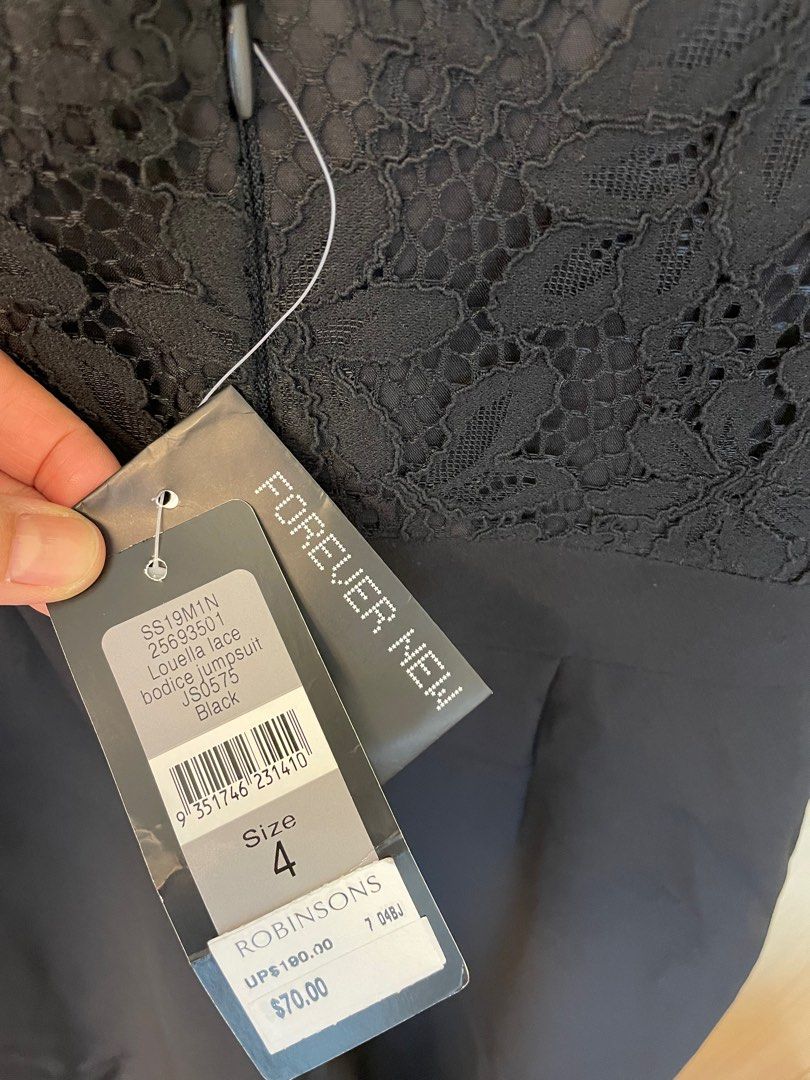 FOREVER NEW
SS19M1N
25693501
Louella lace
bodice jumpsuit
JS0575
Black
9 351746 231410
Size
4
ROBINSONS
7 04BJ
UP$190.00
$70.00